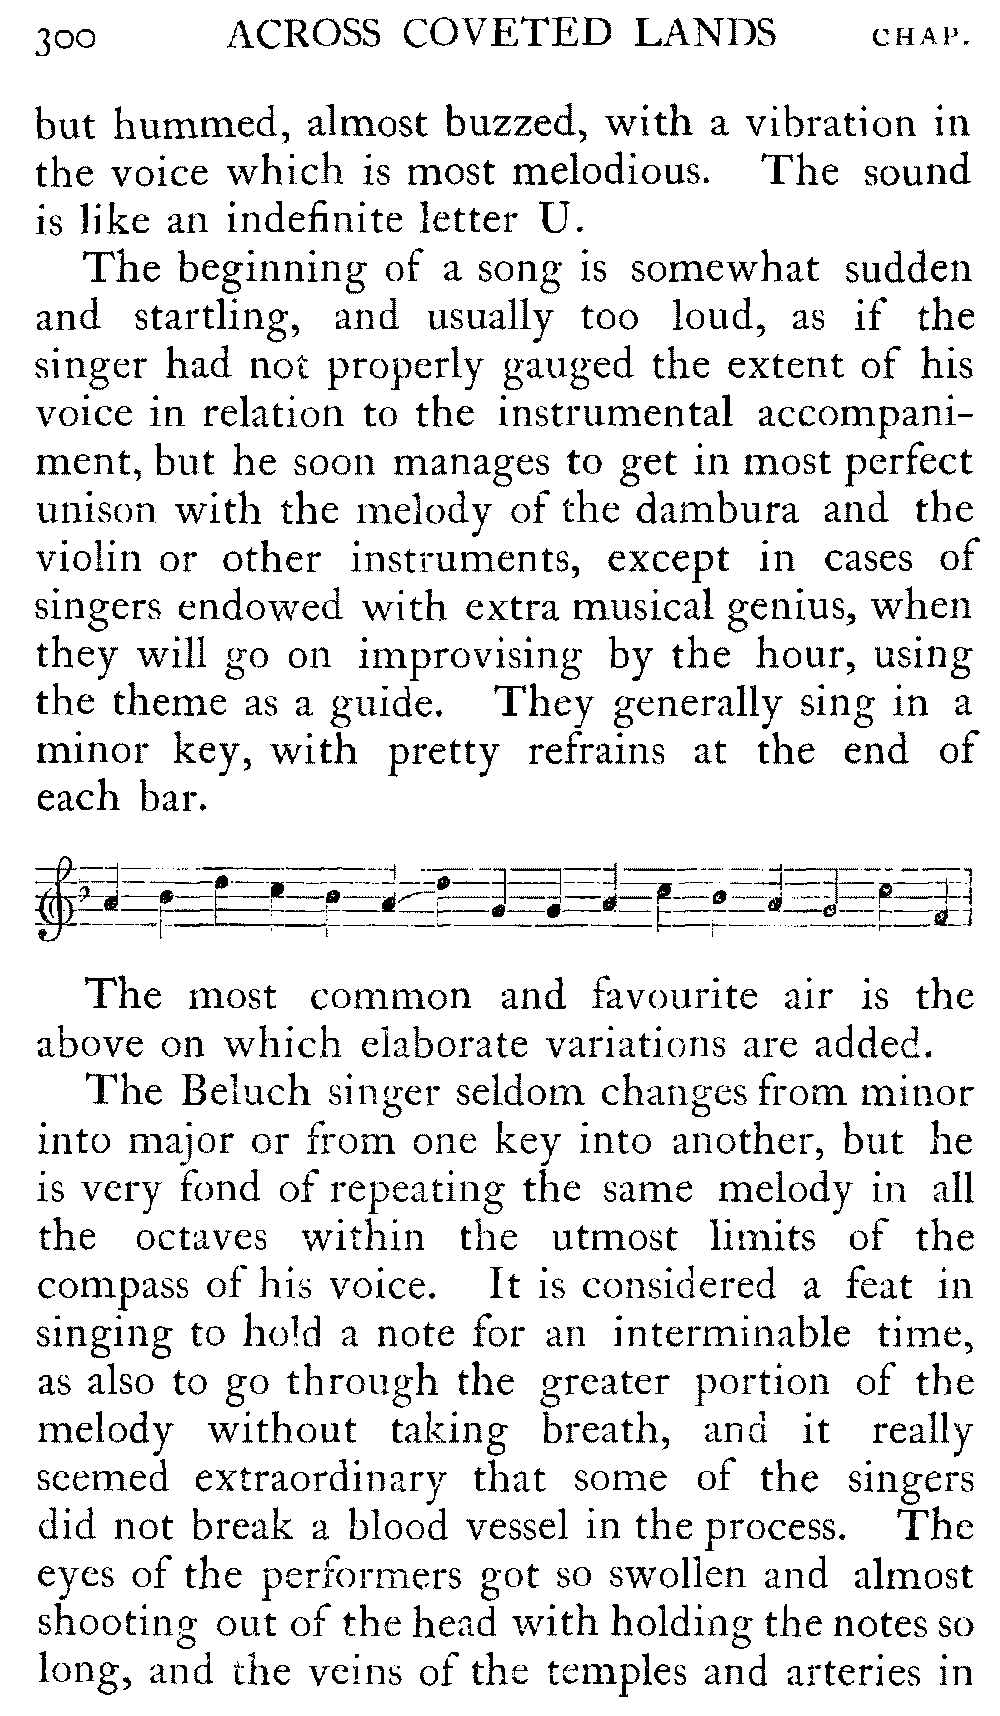 300 ACROSS COVETED LANDS CHAP.
but hummed, almost buzzed, with a vibration in
the voice which is most melodious. The sound
is like an indefinite letter U.
The beginning of a song is somewhat sudden
and startling, and usually too loud, as if the
singer had not properly gauged the extent of his
voice in relation to the instrumental accompani-
ment, but he soon manages to get in most perfect
unison with the melody of the dambura and the
violin or other instruments, except in cases of
singers endowed with extra musical genius, when
they will go on improvising by the hour, using
the theme as a guide. They generally sing in a
minor key, with pretty refrains at the end of
each bar.
The most common and favourite air is the
above on which elaborate variations are added.
The Beluch singer seldom changes from minor
into major or from one key into another, but he
is very fond of repeating the same melody in all
the octaves within the utmost limits of the
compass of his voice. It is considered a feat in
singing to hold a note for an interminable time,
as also to go through the greater portion of the
melody without taking breath, and it really
seemed extraordinary that some of the singers
did not break a blood vessel in the process. The
eyes of the performers got so swollen and almost
shooting out of the head with holding the notes so
long, and the veins of the temples and arteries in